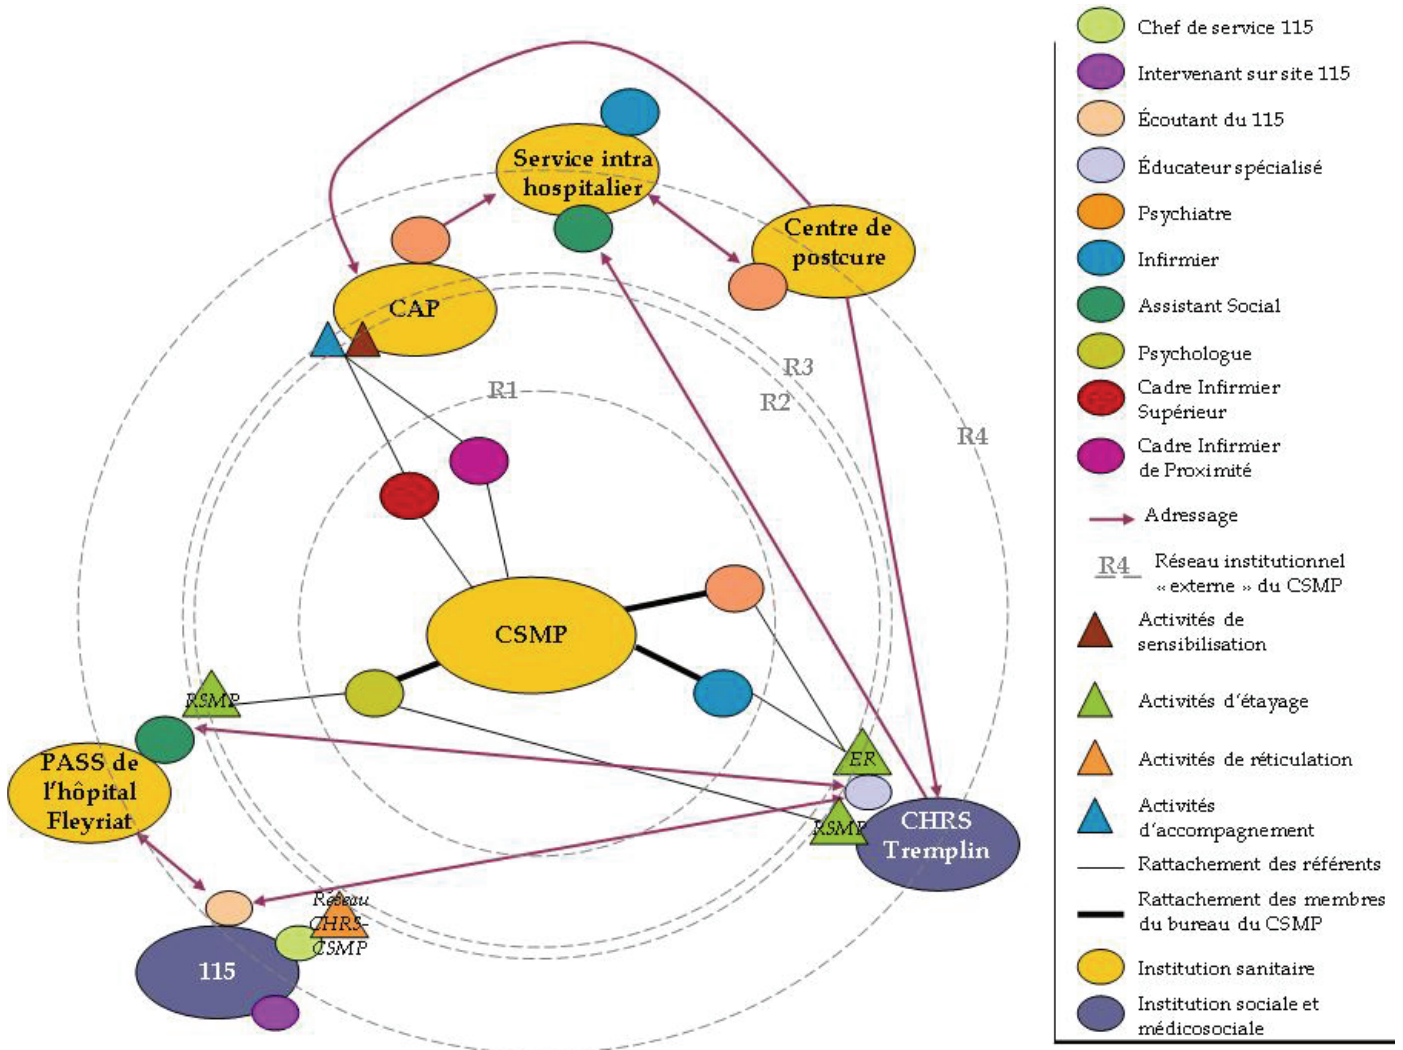 Service intra
hospitalier
Centre de
postcure
CAP
R1
R3
R2
R4
CSMP
RSMP
PASS de
l'hôpital
Fleyriat
ER
RSMP
CHRS
Tremplin
Réseau
CHRS-
CSMP
115
Chef de service 115
Intervenant sur site 115
Écoutant du 115
Éducateur spécialisé
Psychiatre
Infirmier
Assistant Social
Psychologue
Cadre Infirmier
Supérieur
Cadre Infirmier
de Proximité
Adressage
R4
Réseau institutionnel
« externe » du CSMP
Activités de
sensibilisation
Activités d'étayage
Activités de réticulation
Activités
d'accompagnement
Rattachement des référents
Rattachement des membres
du bureau du CSMP
Institution sanitaire
Institution sociale et
médicosociale